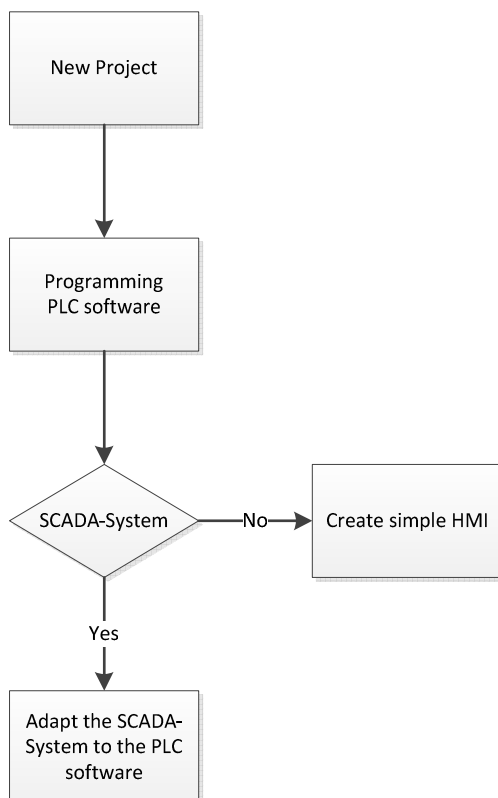 New Project
Programming
PLC software
SCADA-System
No
Create simple HMI
Yes
Adapt the SCADA-
System to the PLC
software